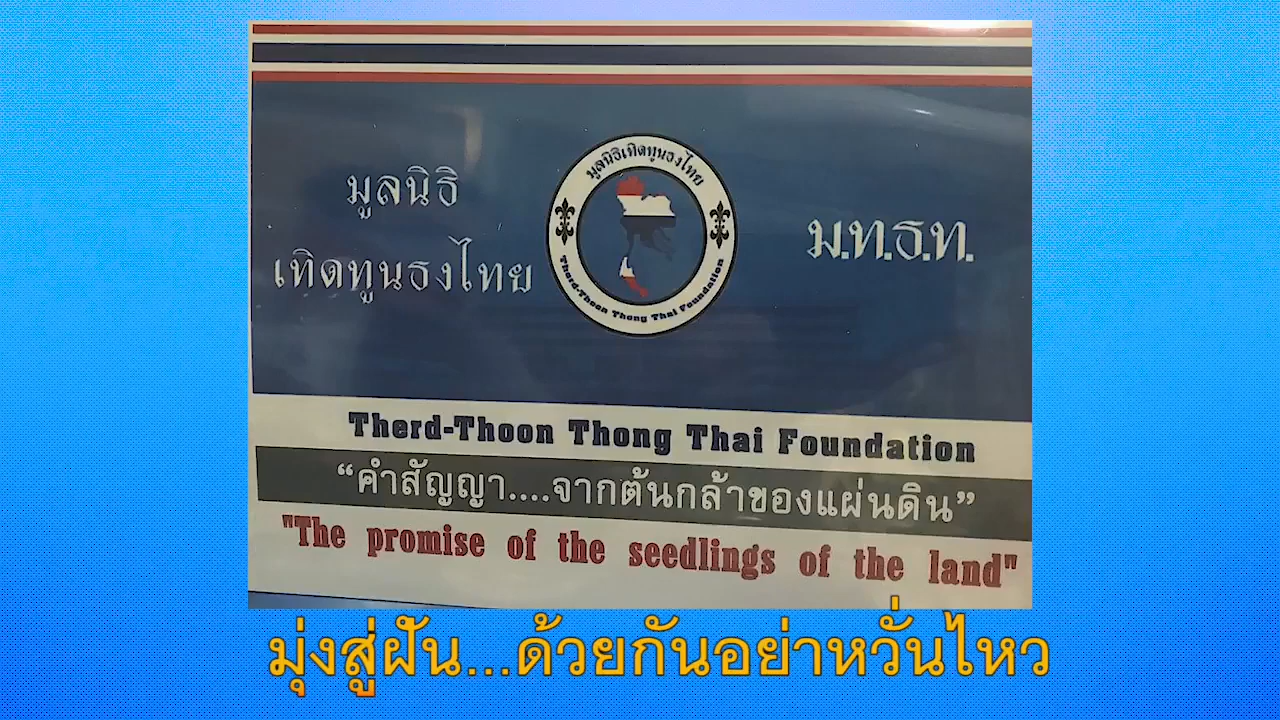 มูลนิธิ
เทิดทูนธงไทย
มูลนิธิเทิดทูนธงไทย
Therd-Thoon Thong Thai Foundation
ม.ท.ธ.ท.
Therd-Thoon Thong Thai Foundation
“คำสัญญา....จากต้นกล้าของแผ่นดิน”
"The promise of the seedlings of the land"
มุ่งสู่ฝัน...ด้วยกันอย่าหวั่นไหว